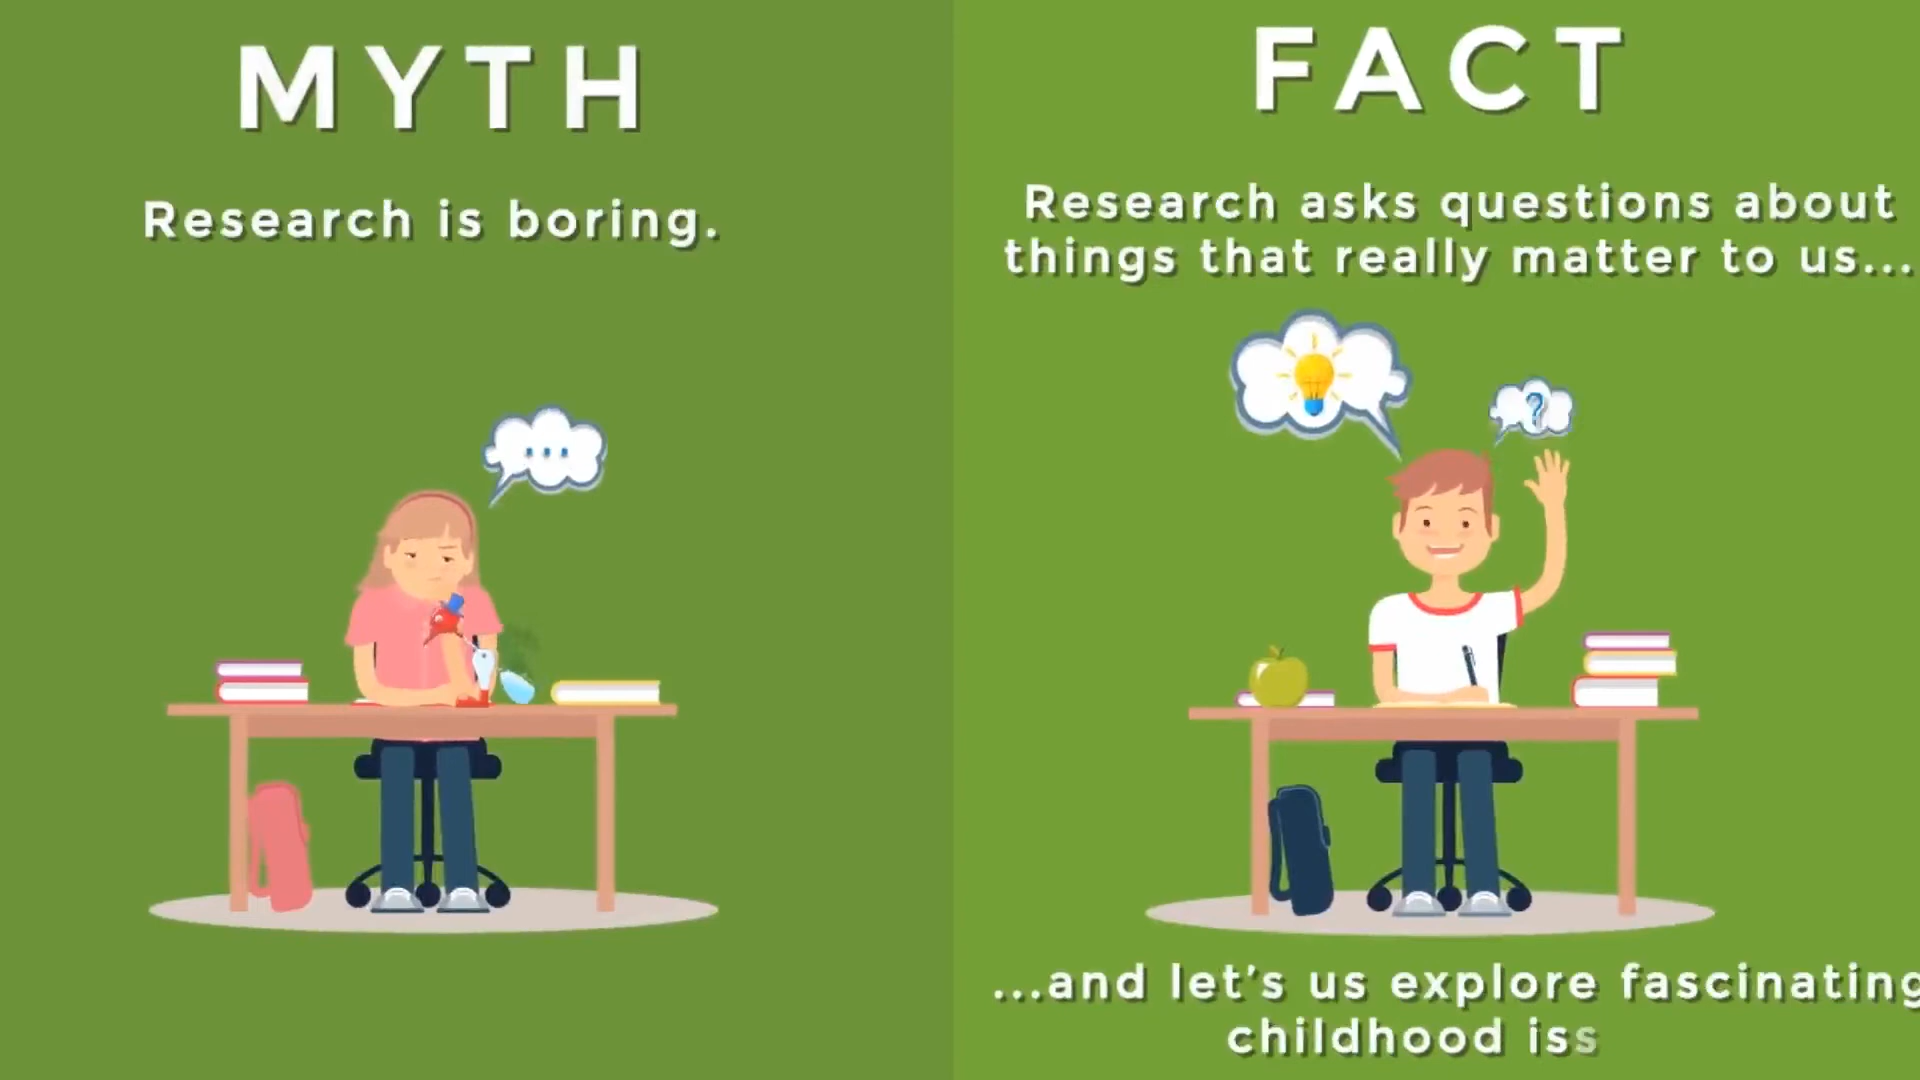 MYTH
Research is boring.
...
FACT
Research asks questions about
things that really matter to us...
?
...and let's us explore fascinating
childhood iss